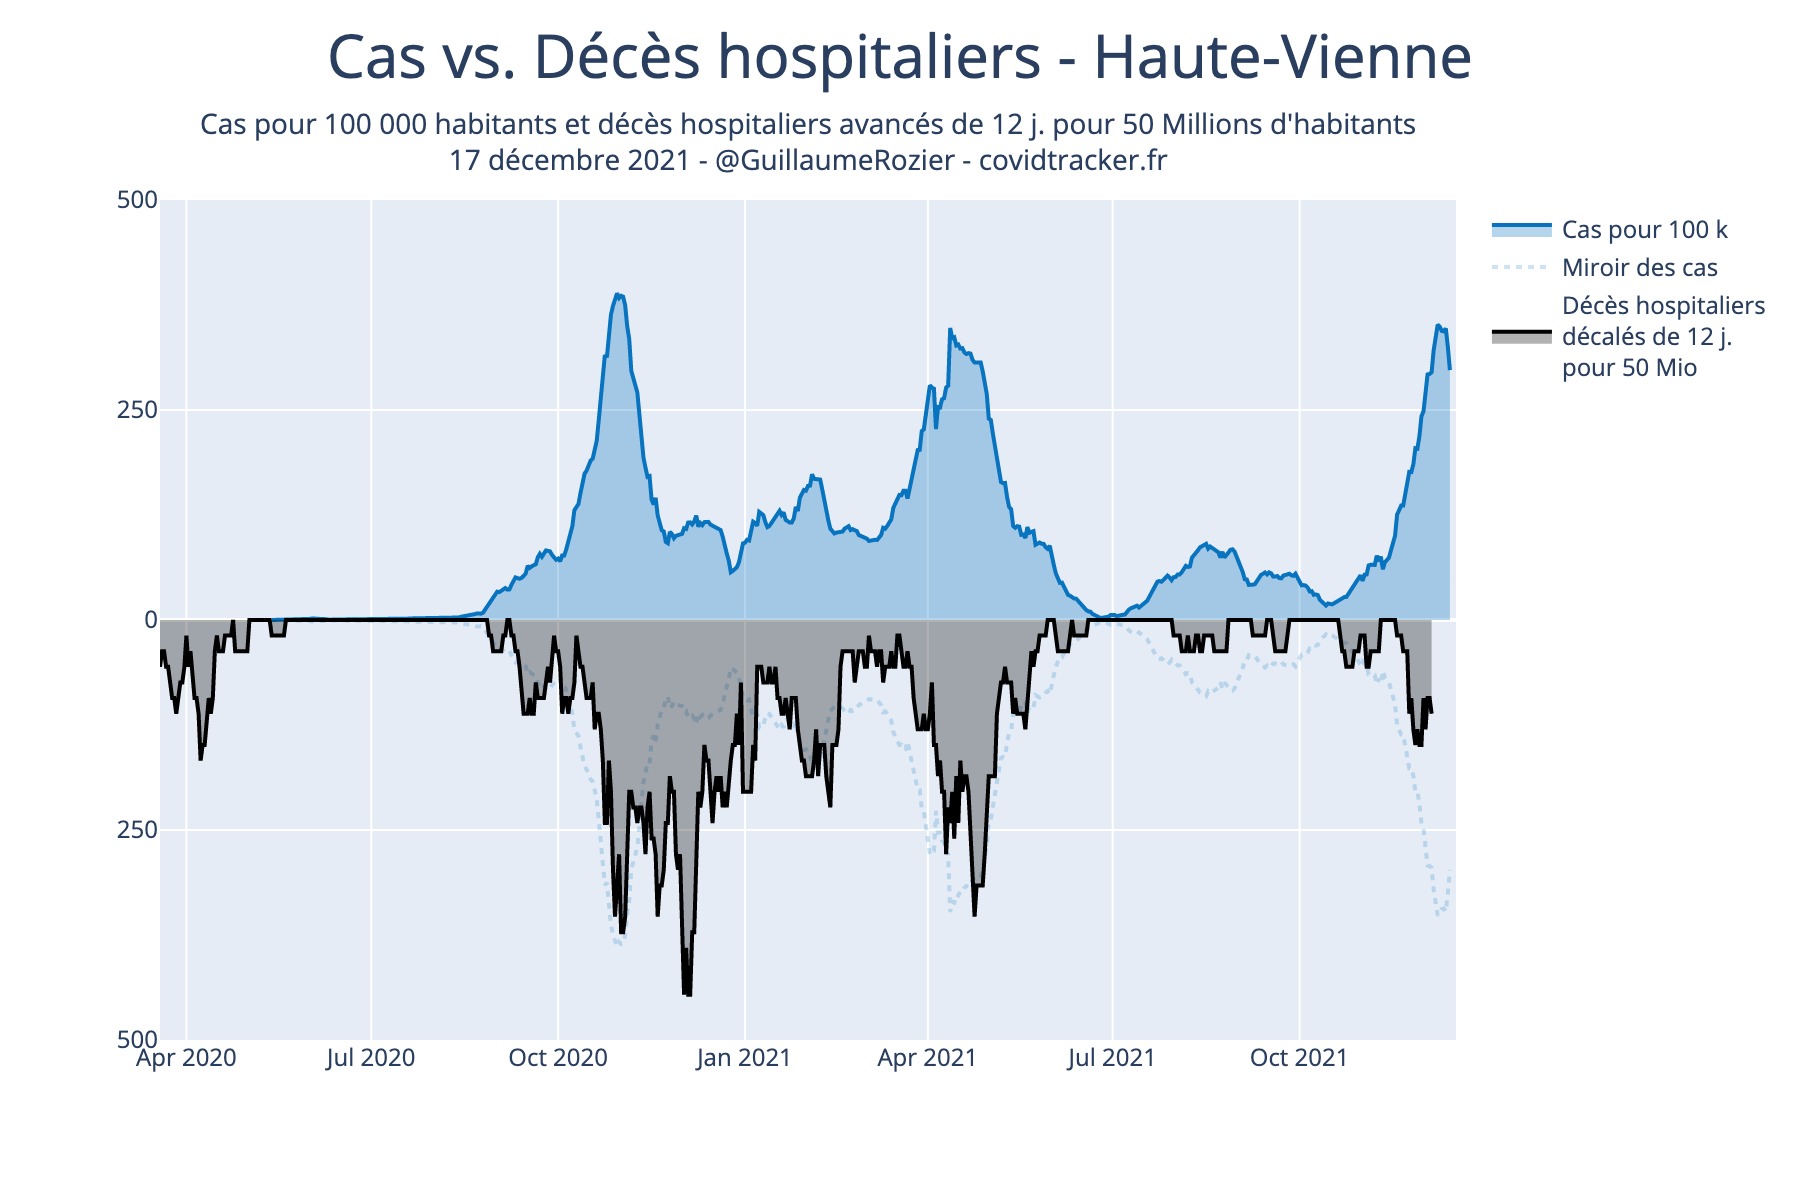 Cas vs. Décès hospitaliers - Haute-Vienne
Cas pour 100 000 habitants et décès hospitaliers avancés de 12 j. pour 50 Millions d'habitants
17 décembre 2021 - @GuillaumeRozier - covidtracker.fr
500
250
0
250
500
Apr 2020
Jul 2020
Oct 2020
Jan 2021
Apr 2021
Jul 2021
Oct 2021
Cas pour 100 k
Miroir des cas
Décès hospitaliers
décalés de 12 j.
pour 50 Mio